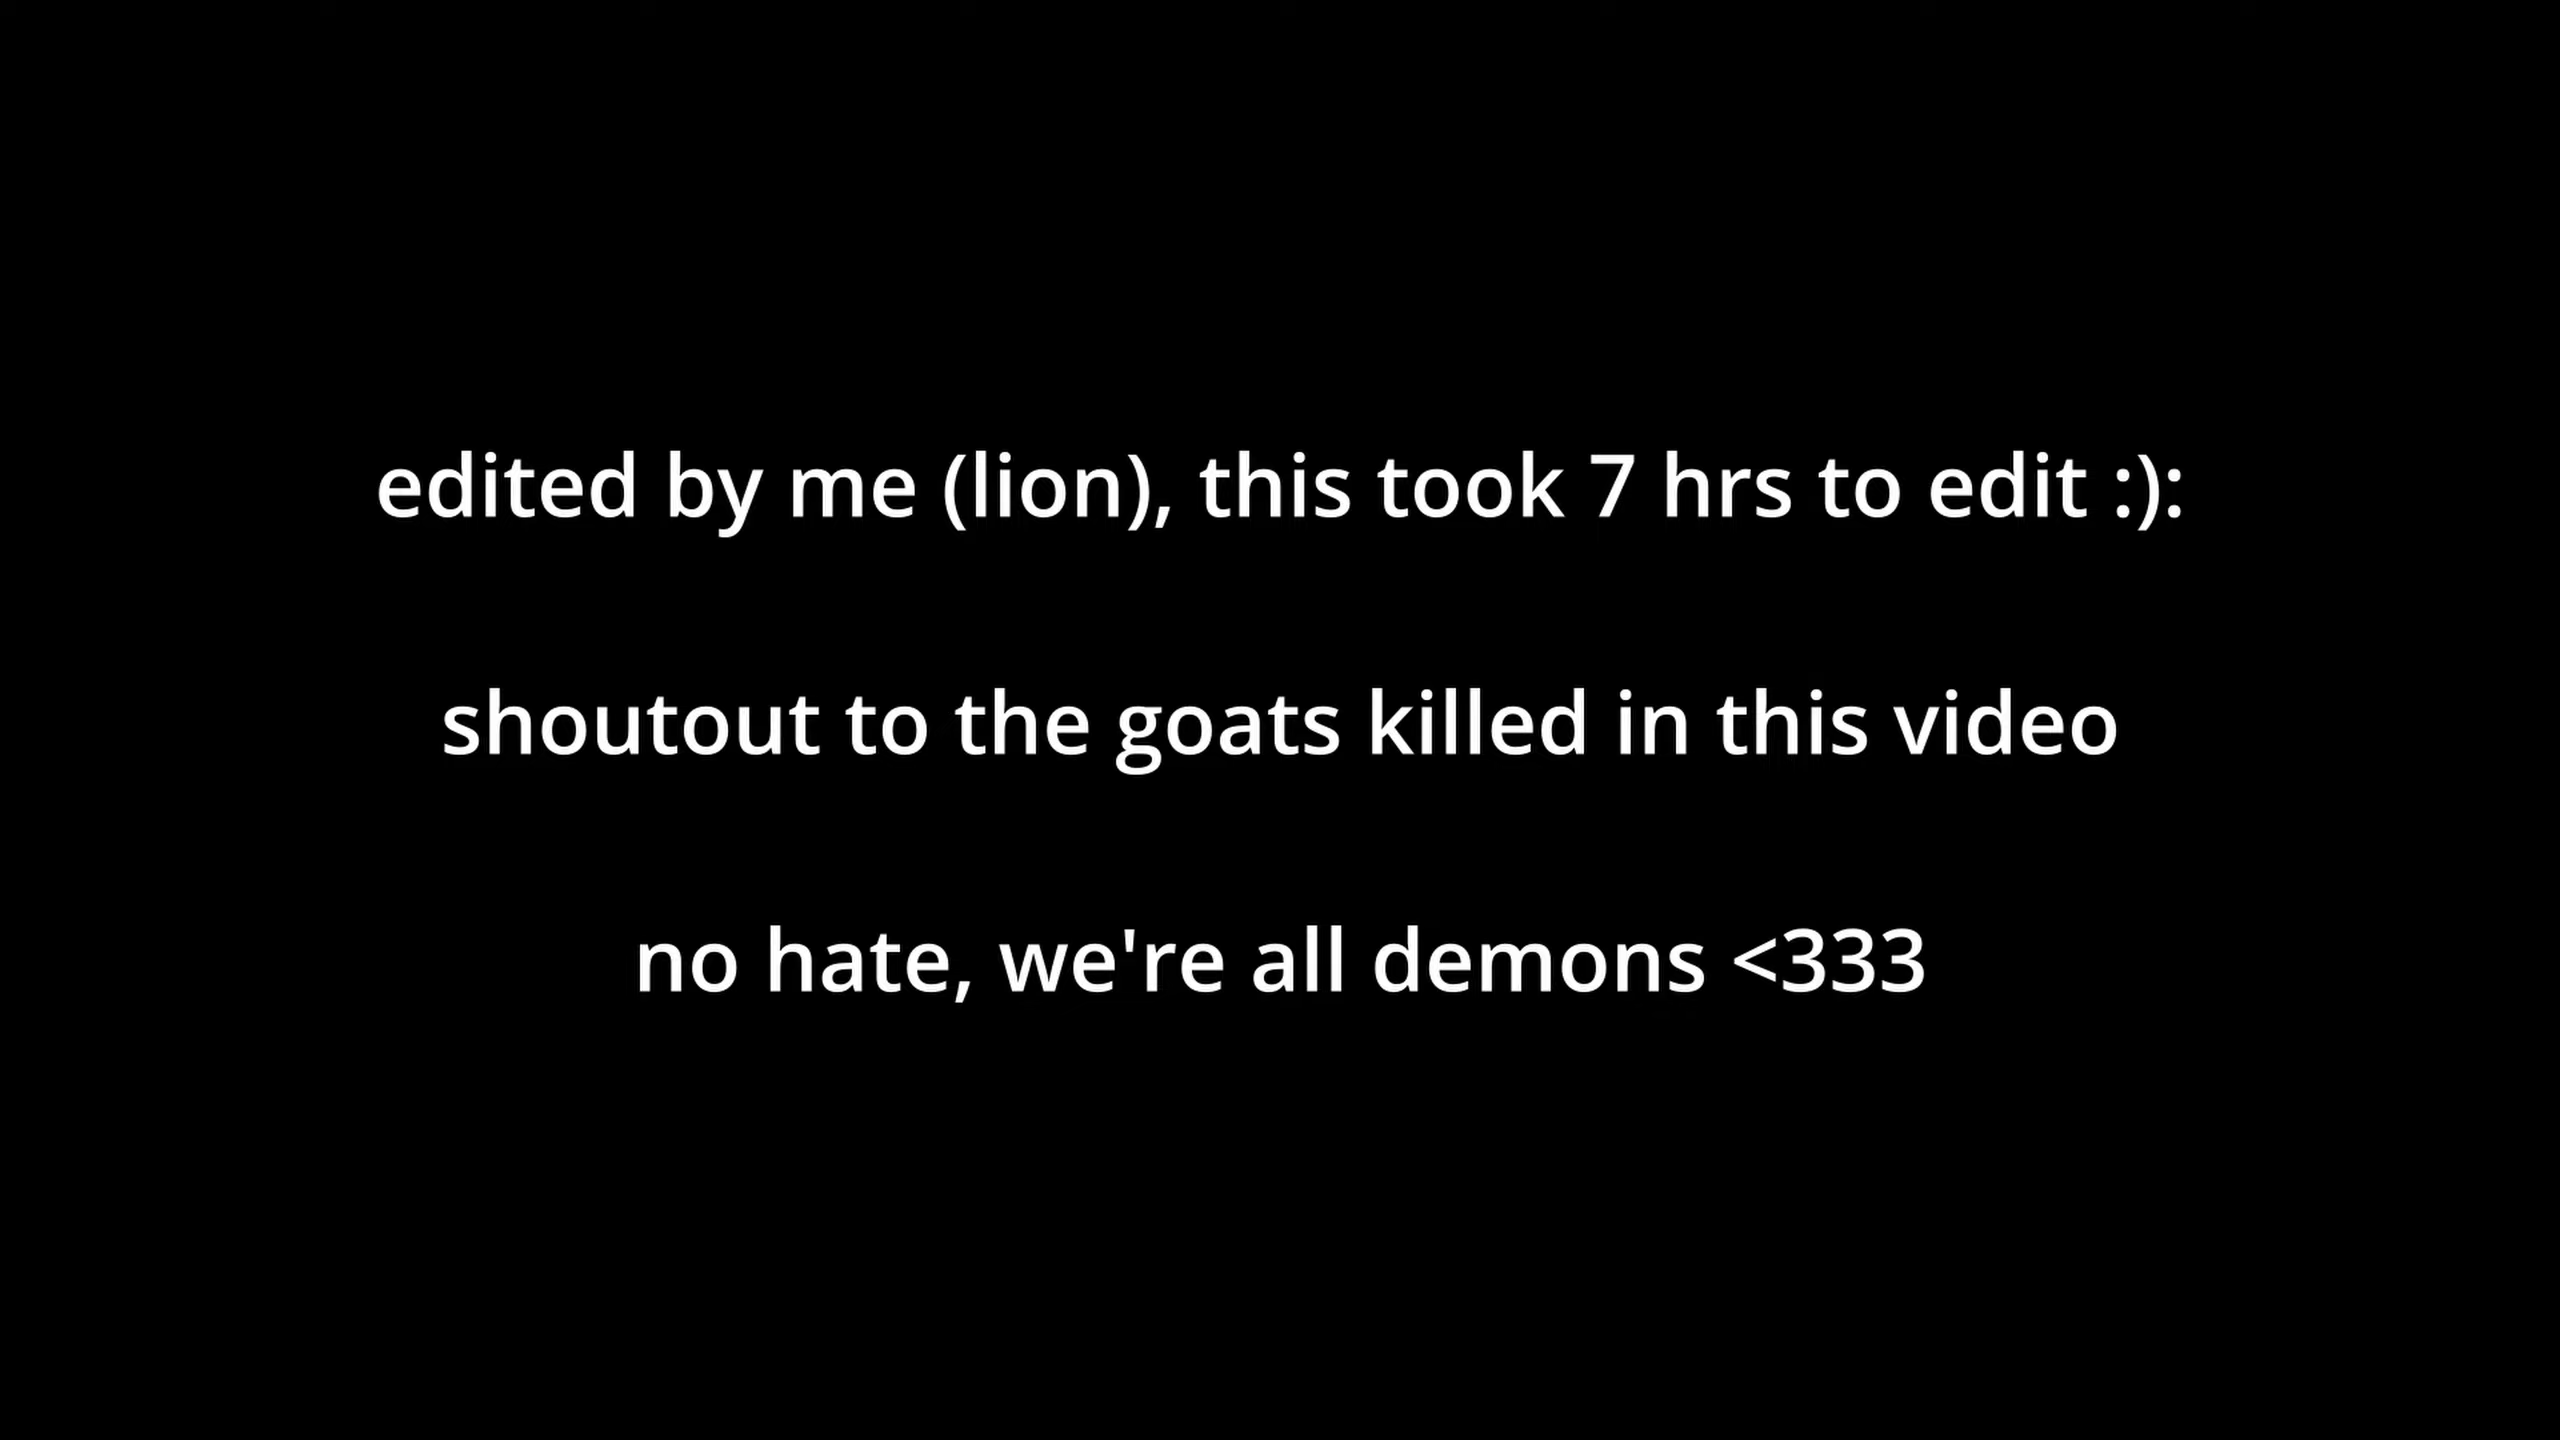 edited by me (lion), this took 7 hrs to edit :):
shoutout to the goats killed in this video
no hate, we're all demons <333